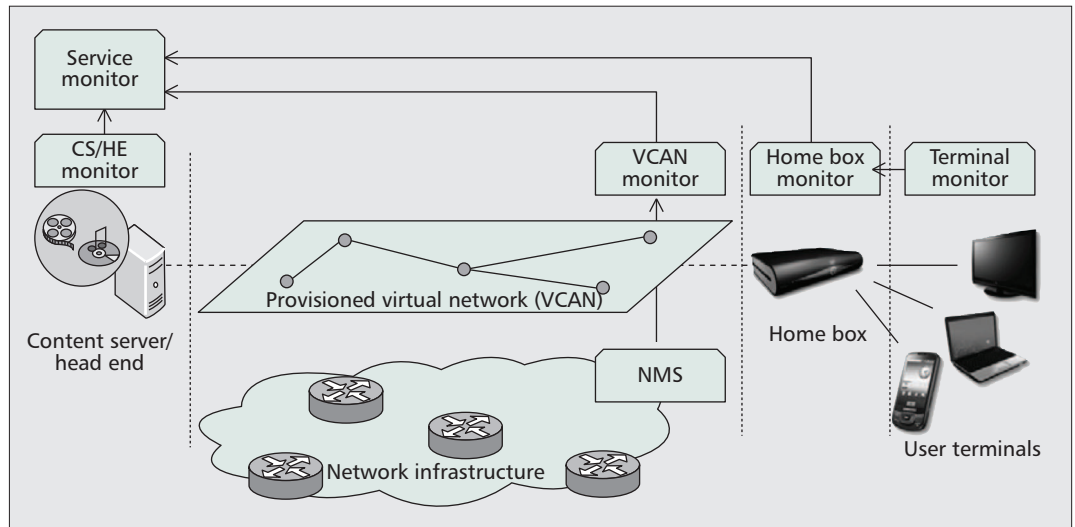 Service
monitor
CS/HE
monitor
VCAN
monitor
Home box
monitor
Terminal
monitor
Provisioned virtual network (VCAN)
Content server/
head end
Home box
NMS
User terminals
Network infrastructure